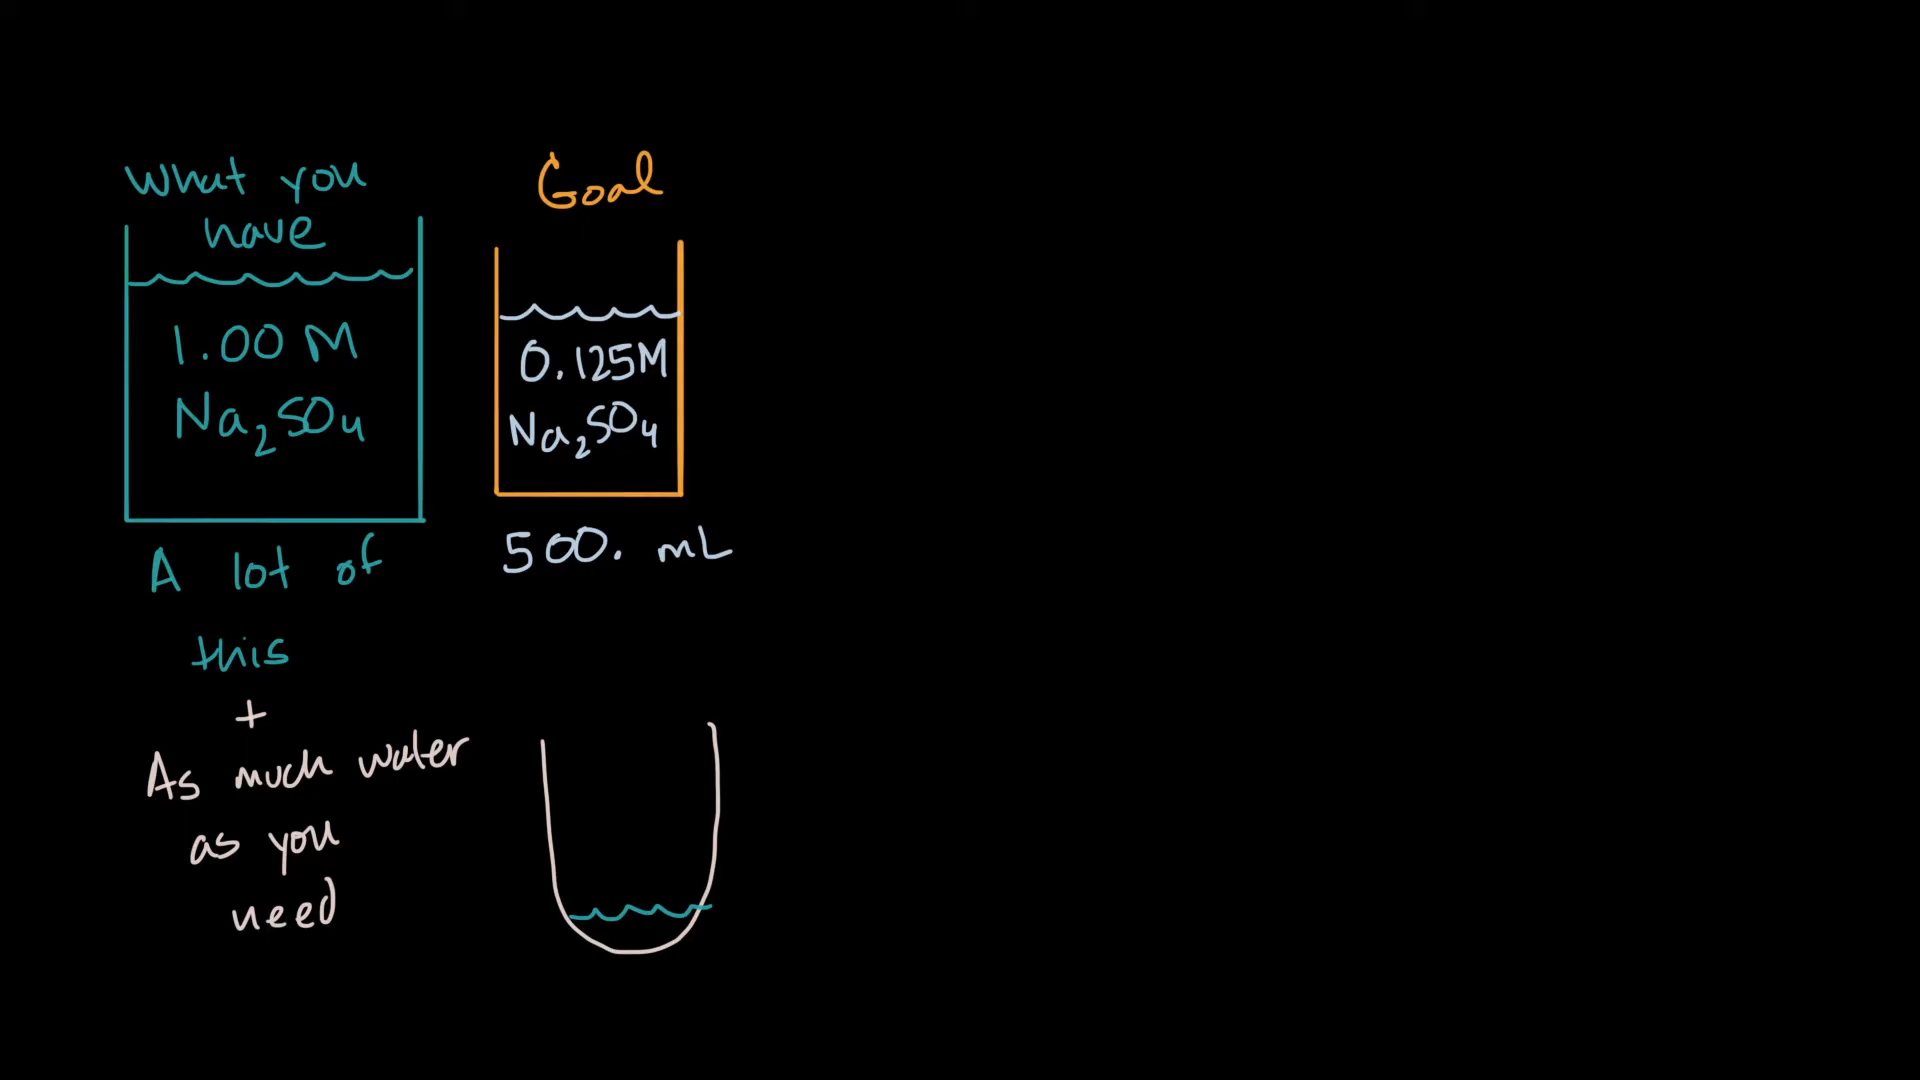 What you
have
1.00 M
Na₂SO₄
A lot of
this
+
As much water
as you
need
Goal
0.125M
Na₂SO₄
500. mL